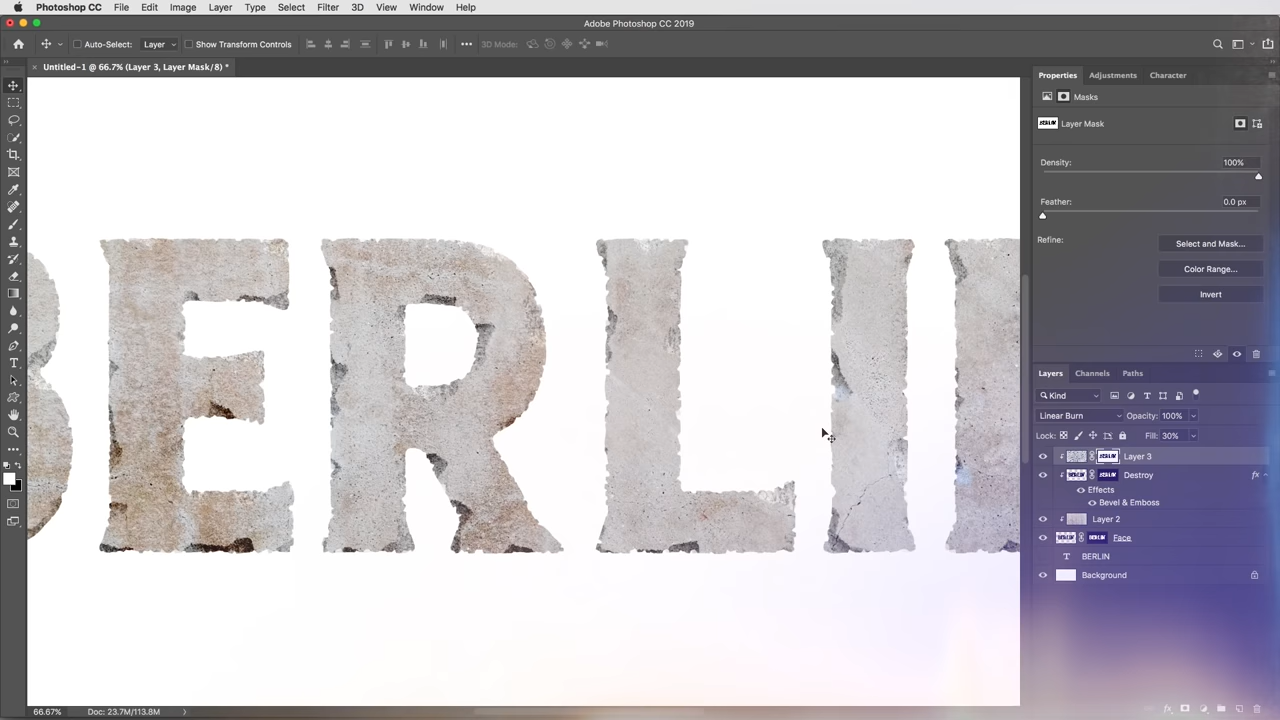 Photoshop CC File Edit Image Layer Type Select Filter 3D View Window Help
Adobe Photoshop CC 2019
Auto-Select: Layer Show Transform Controls 3D Mode:
Untitled-1 @ 66.7% (Layer 3, Layer Mask/8) *
BERLI
Properties Adjustments Character
Masks
Layer Mask
Density: 100%
Feather: 0.0 px
Refine: Select and Mask...
Color Range...
Invert
Layers Channels Paths
Kind
Linear Burn Opacity: 100%
Lock: Fill: 30%
Layer 3
Destroy fx
Effects
Bevel & Emboss
Layer 2
Face
T BERLIN
Background
66.67% Doc: 23.7M/113.8M
fx